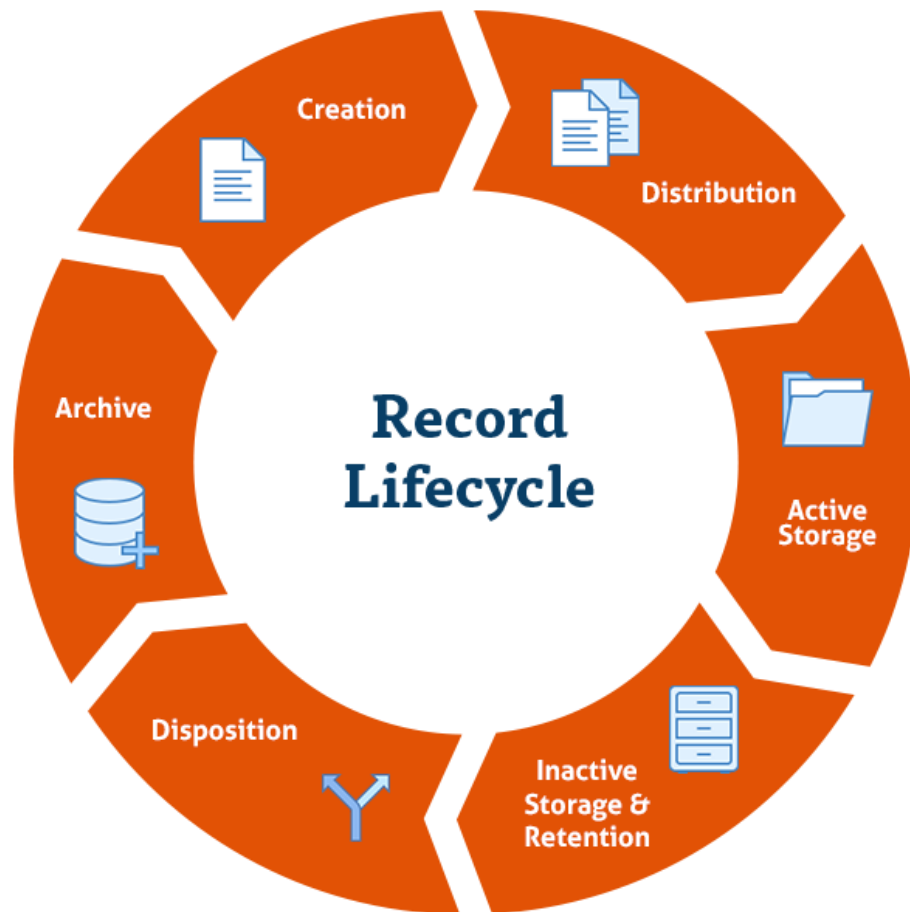 Record
Lifecycle
Creation
Distribution
Active
Storage
Inactive
Storage &
Retention
Disposition
Archive